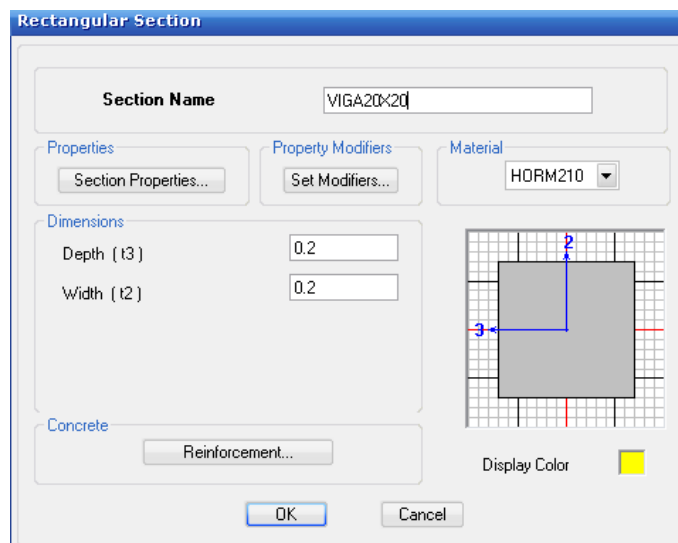 Rectangular Section
Section Name
VIGA20X20
Properties
Property Modifiers
Material
Section Properties...
Set Modifiers...
HORM210
Dimensions
Depth ( t3 )
0.2
Width ( t2 )
0.2
2
3
Concrete
Reinforcement...
Display Color
OK
Cancel